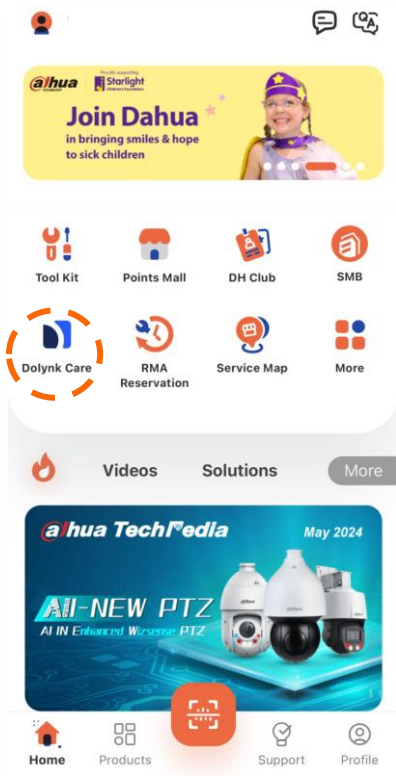 alhua
TECHNOLOGY
Proudly supporting
Starlight
Children's Foundation
Join Dahua
in bringing smiles & hope
to sick children
Tool Kit
Points Mall
DH Club
SMB
Dolynk Care
RMA
Reservation
Service Map
More
Videos
Solutions
More
alhua TechMedia
May 2024
AI-NEW PTZ
AI IN Enhanced Wizsense PTZ
Home
Products
Support
Profile